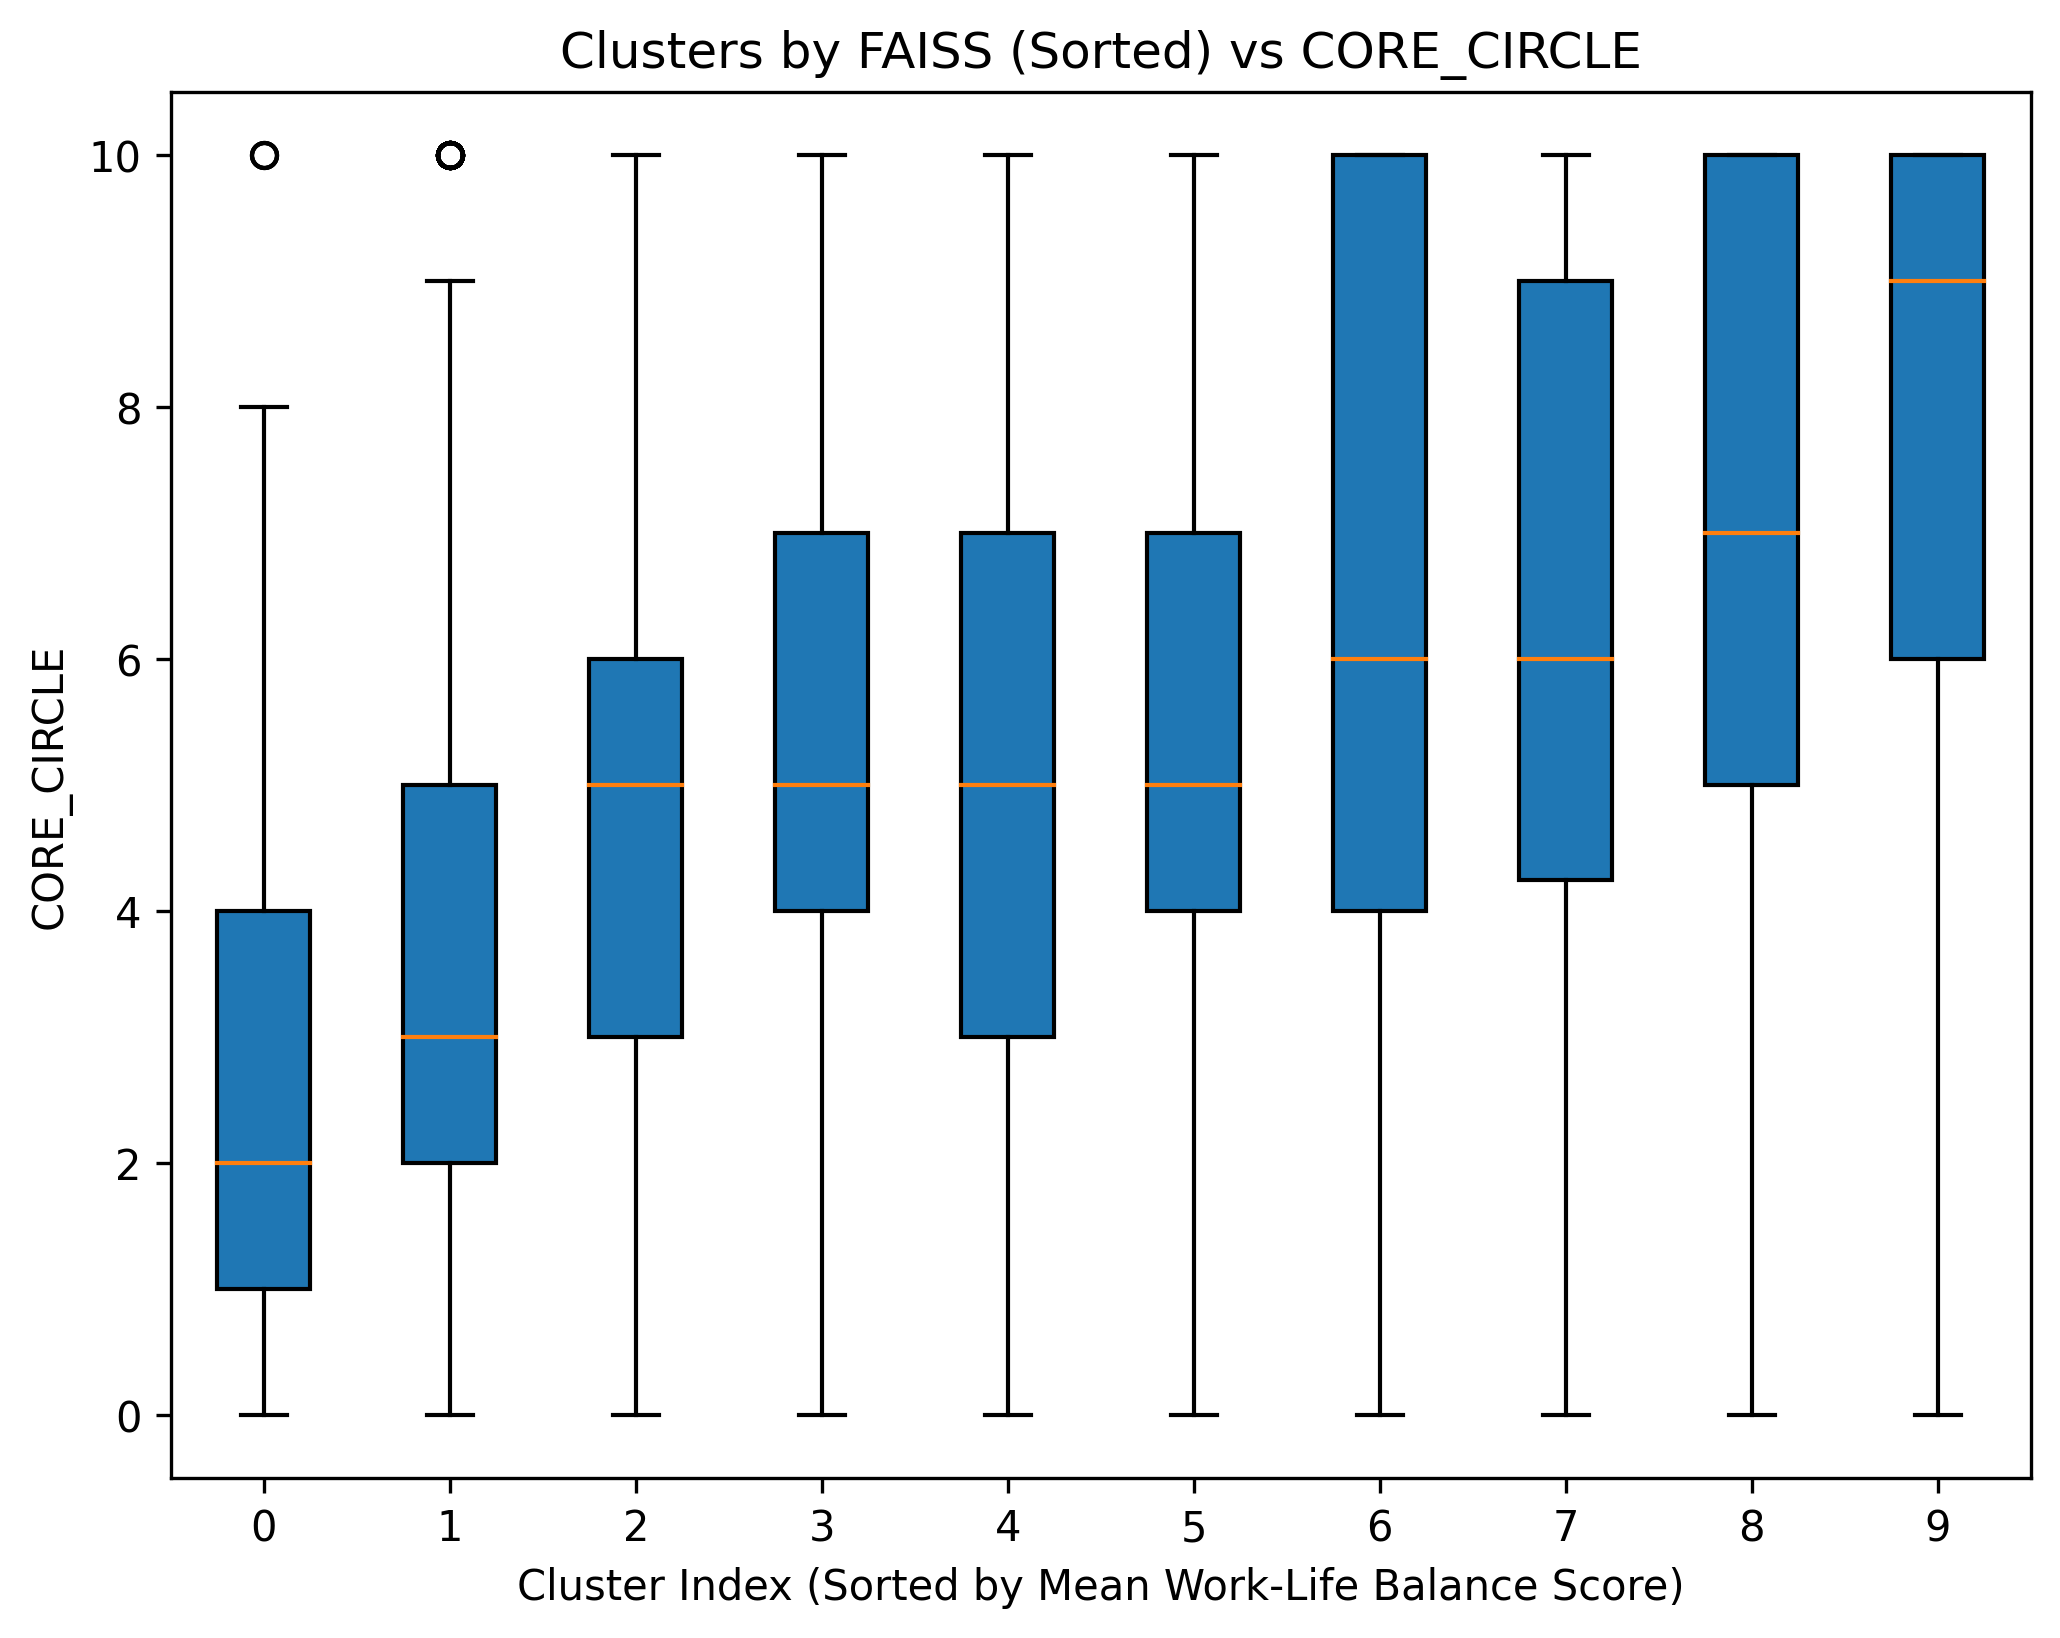 Clusters by FAISS (Sorted) vs CORE_CIRCLE
CORE_CIRCLE
10
8
6
4
2
0
0 1 2 3 4 5 6 7 8 9
Cluster Index (Sorted by Mean Work-Life Balance Score)